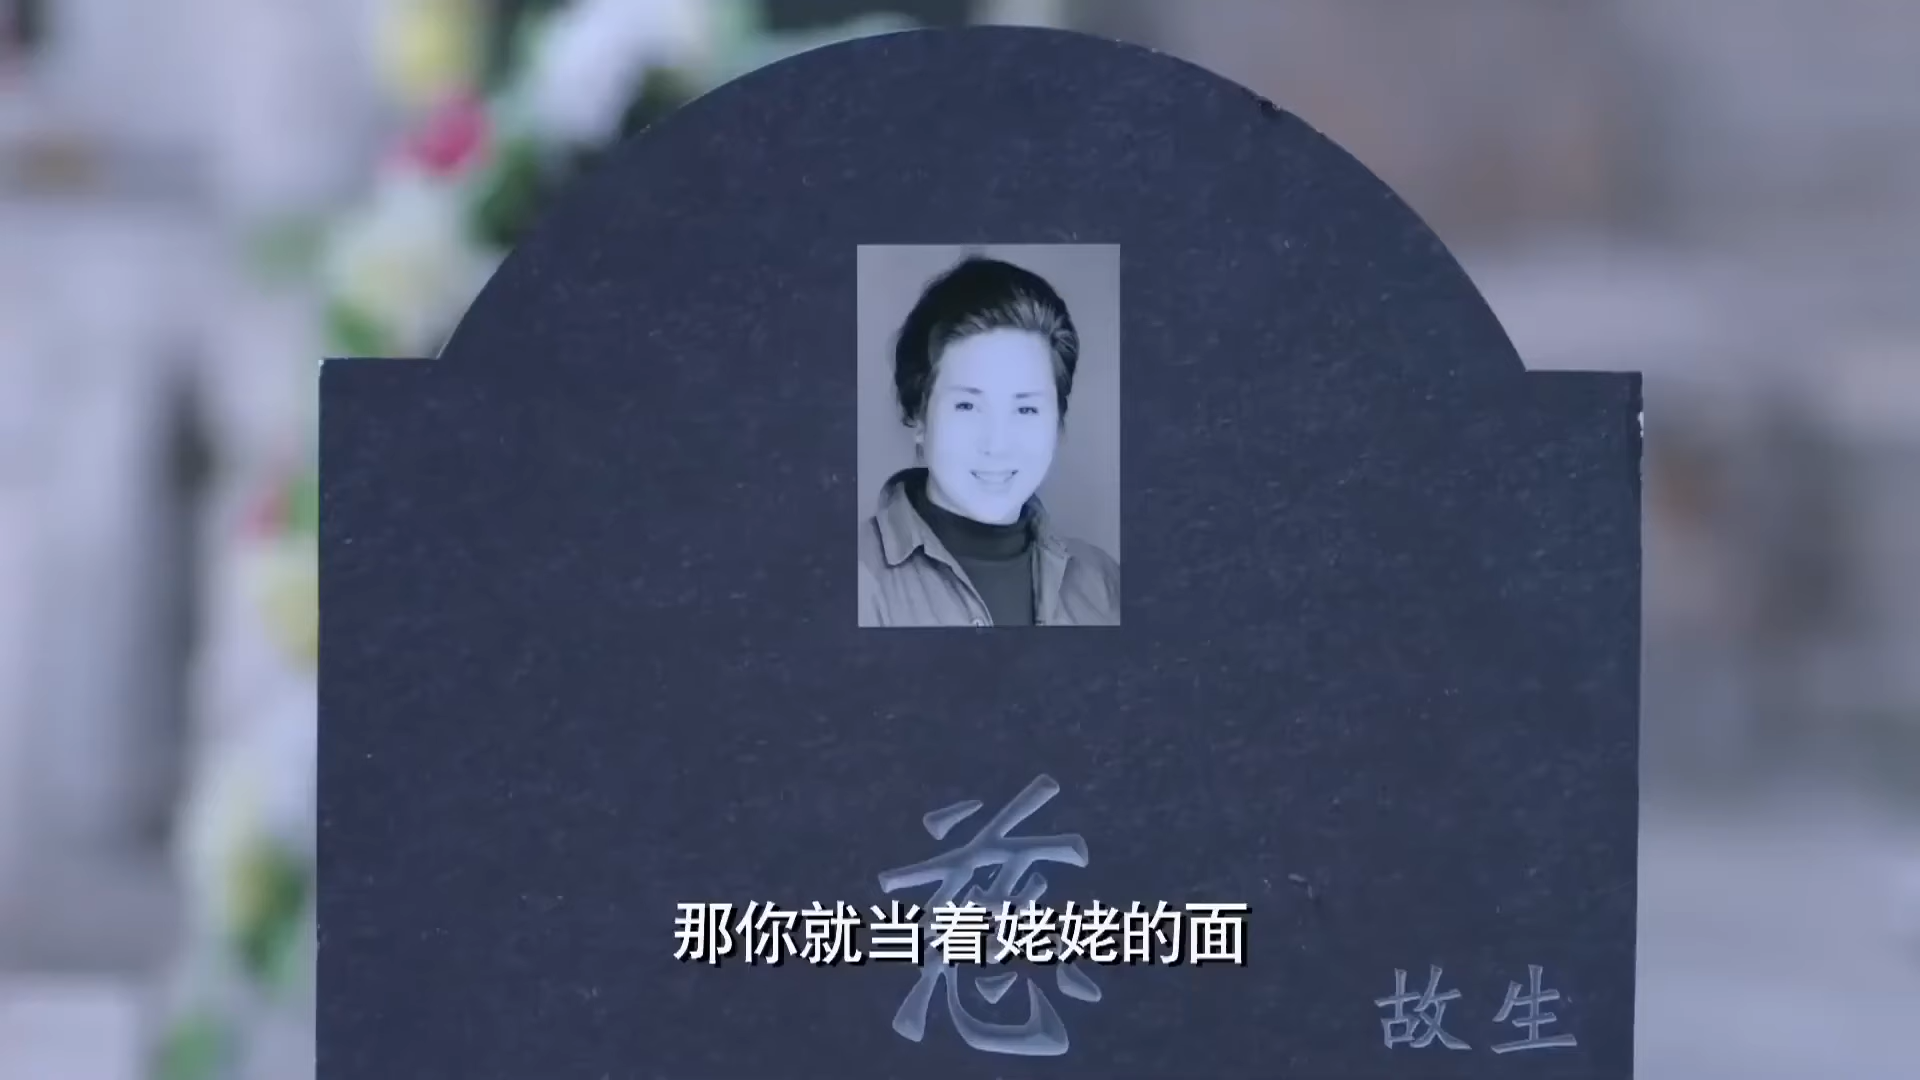 慈
那你就当着姥姥的面
故 生